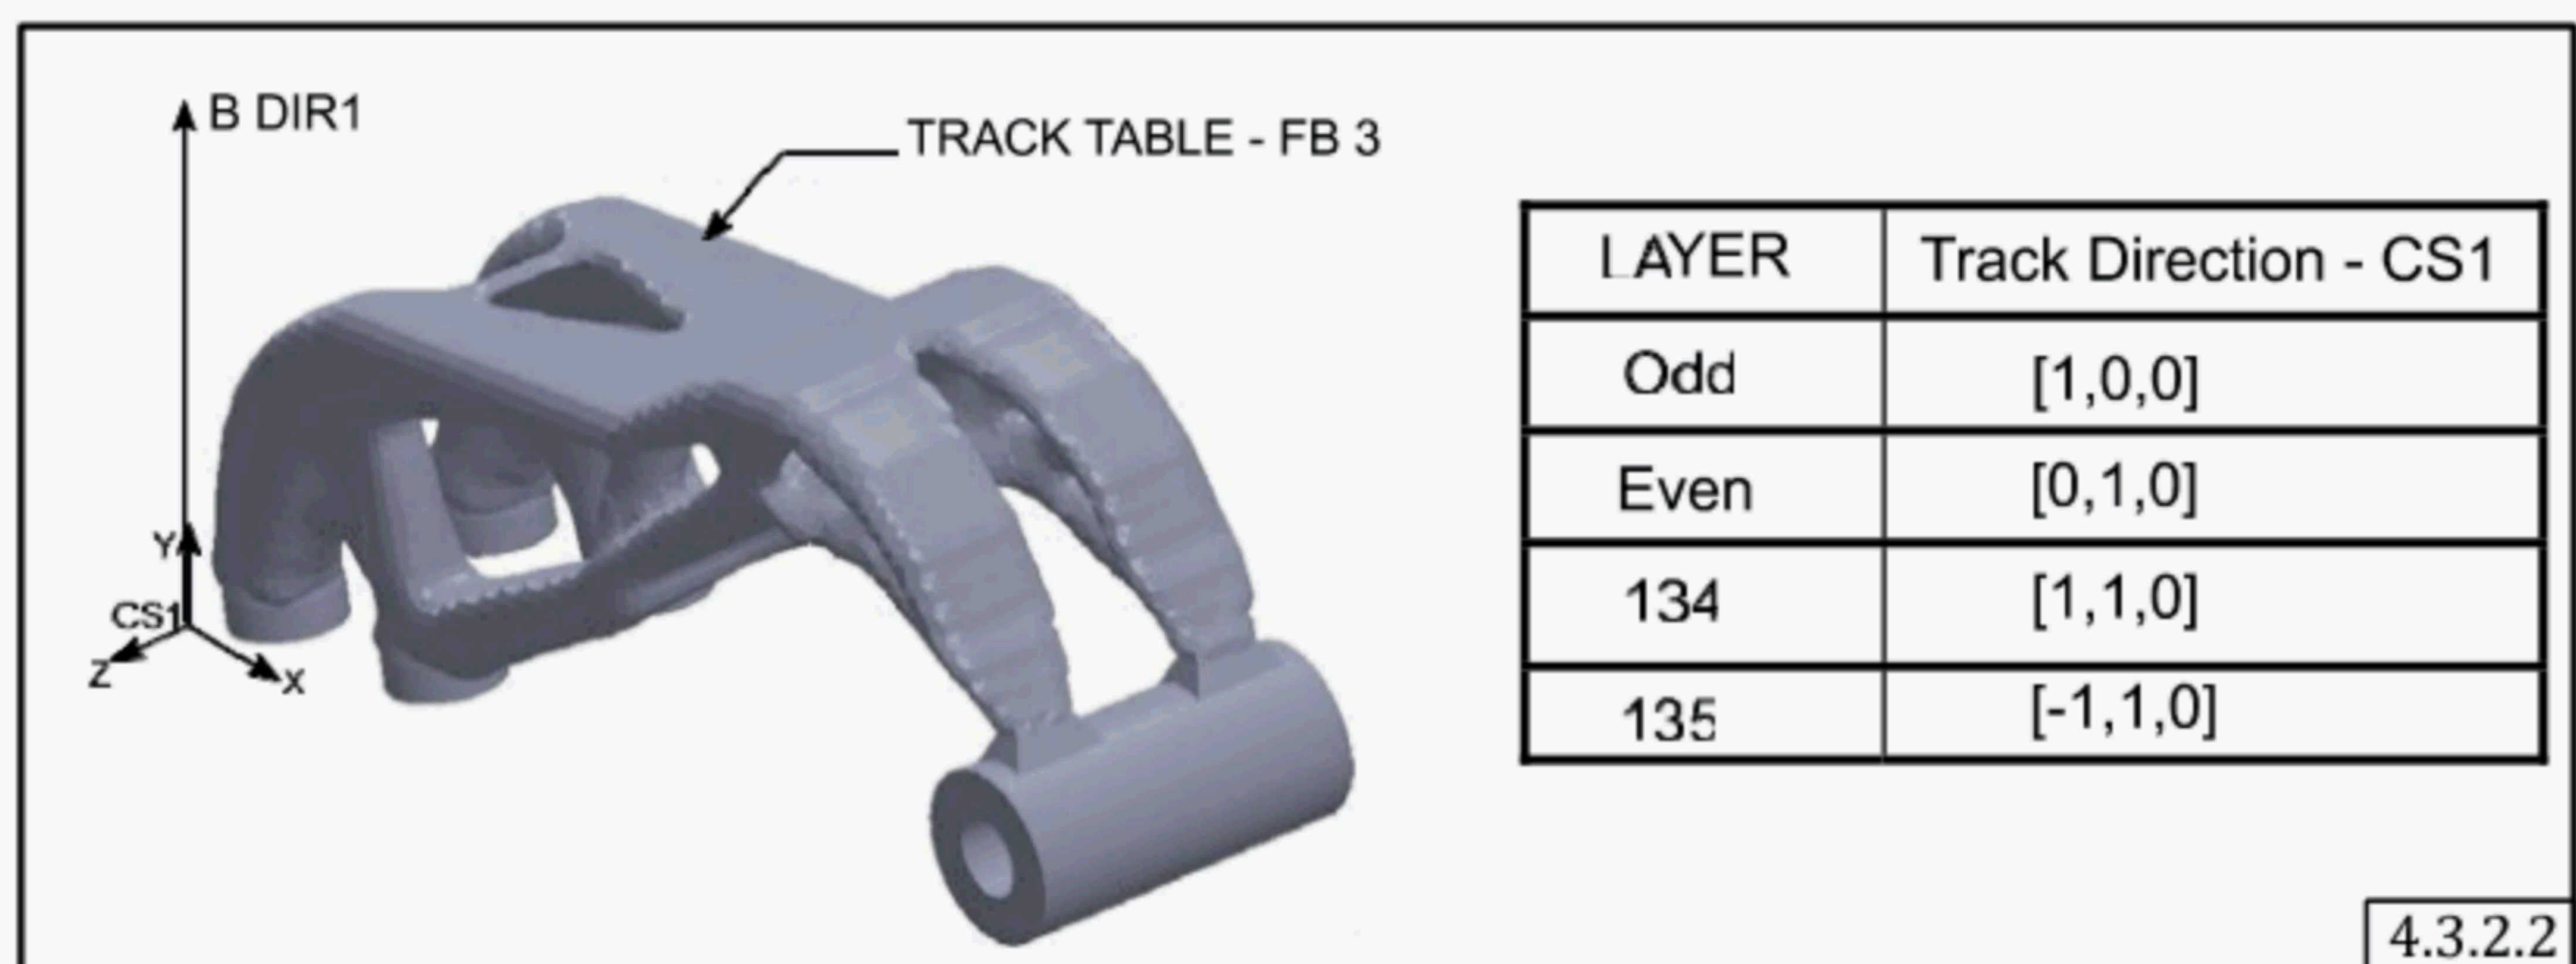 B DIR1
TRACK TABLE - FB 3
Y
CS1
Z
X
LAYER Track Direction - CS1
Odd [1,0,0]
Even [0,1,0]
134 [1,1,0]
135 [-1,1,0]
4.3.2.2